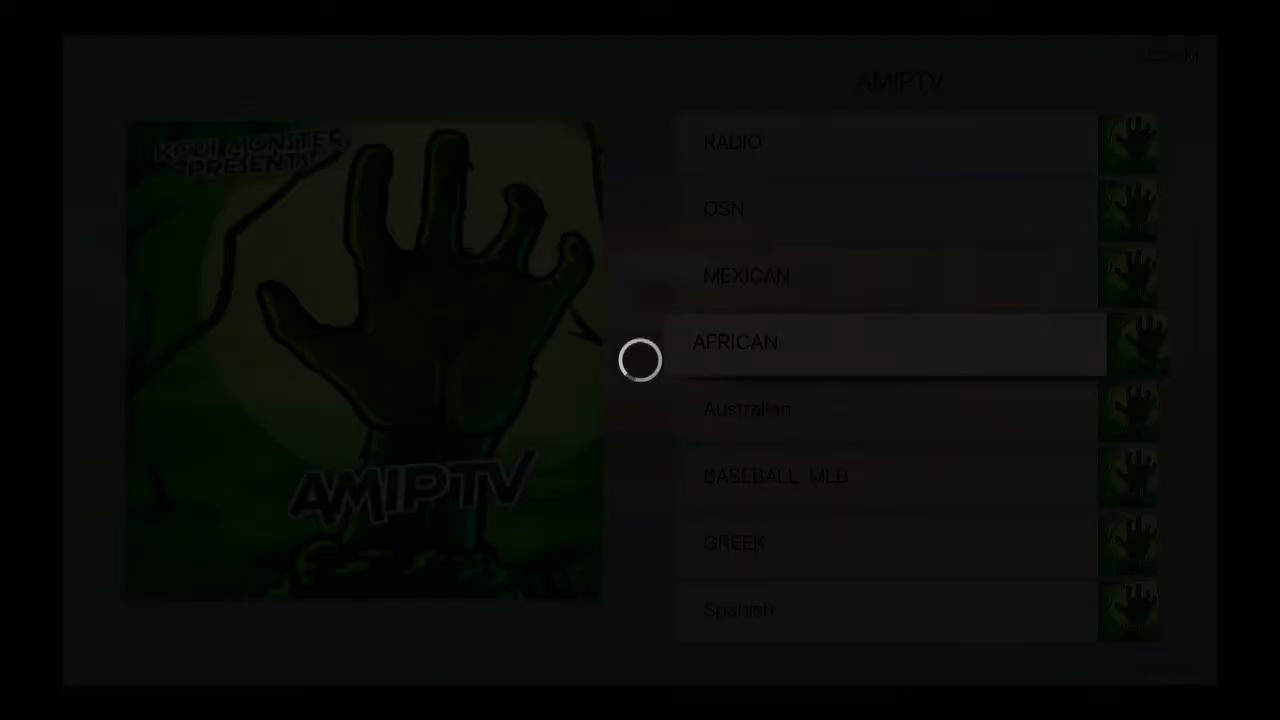 AMIPTV
KODI MONSTER
PRESENTS
AMIPTV
RADIO
OSN
MEXICAN
AFRICAN
Australian
BASEBALL MLB
GREEK
Spanish